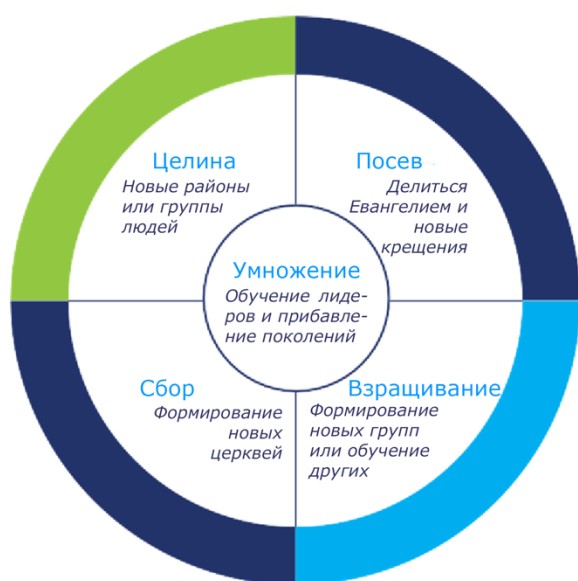 Целина
Новые районы
или группы
людей
Посев
Делиться
Евангелием и
новые
крещения
Умножение
Обучение лиде-
ров и прибавле-
ние поколений
Сбор
Формирование
новых
церквей
Взращивание
Формирование
новых групп
или обучение
других